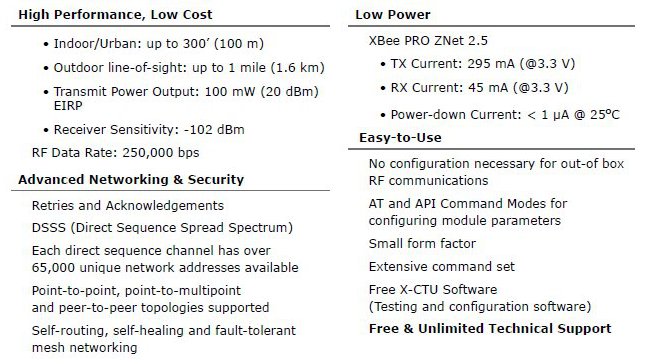 High Performance, Low Cost
• Indoor/Urban: up to 300’ (100 m)
• Outdoor line-of-sight: up to 1 mile (1.6 km)
• Transmit Power Output: 100 mW (20 dBm)
EIRP
• Receiver Sensitivity: -102 dBm
RF Data Rate: 250,000 bps
Advanced Networking & Security
Retries and Acknowledgements
DSSS (Direct Sequence Spread Spectrum)
Each direct sequence channel has over
65,000 unique network addresses available
Point-to-point, point-to-multipoint
and peer-to-peer topologies supported
Self-routing, self-healing and fault-tolerant
mesh networking
Low Power
XBee PRO ZNet 2.5
• TX Current: 295 mA (@3.3 V)
• RX Current: 45 mA (@3.3 V)
• Power-down Current: < 1 µA @ 25°C
Easy-to-Use
No configuration necessary for out-of box
RF communications
AT and API Command Modes for
configuring module parameters
Small form factor
Extensive command set
Free X-CTU Software
(Testing and configuration software)
Free & Unlimited Technical Support